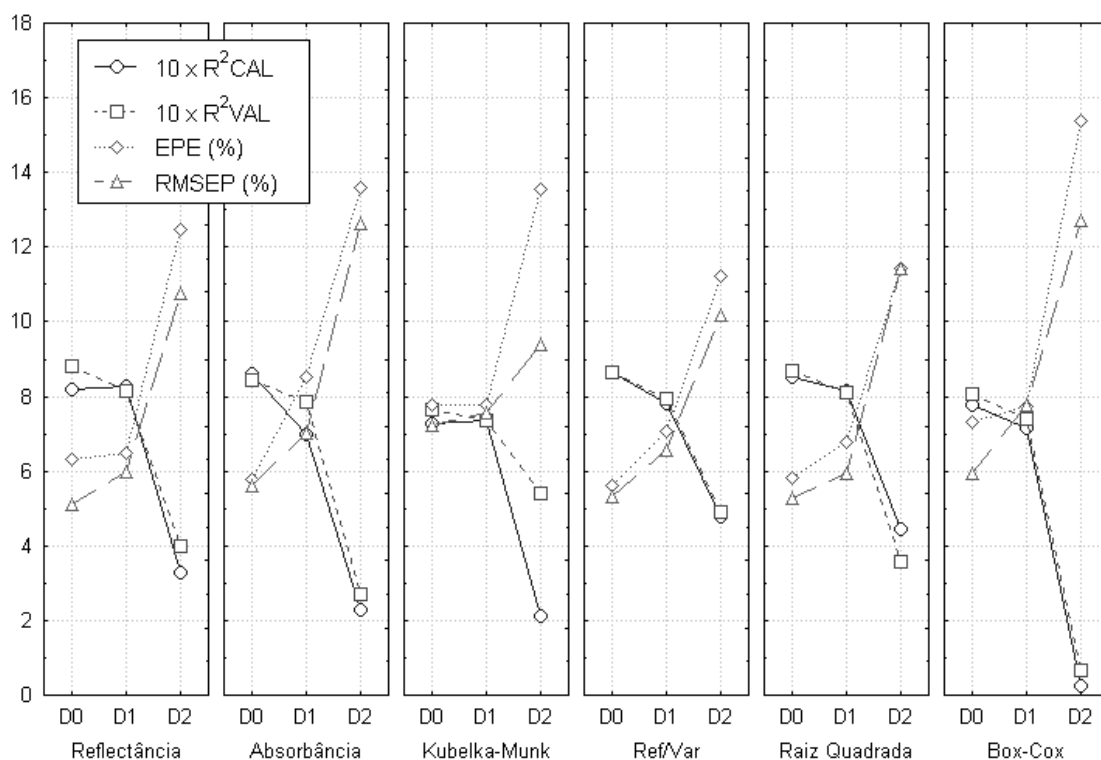 18
16
14
12
10
8
6
4
2
0
10 x R²CAL
10 x R²VAL
EPE (%)
RMSEP (%)
D0 D1 D2 D0 D1 D2 D0 D1 D2 D0 D1 D2 D0 D1 D2 D0 D1 D2
Reflectância Absorbância Kubelka-Munk Ref/Var Raiz Quadrada Box-Cox